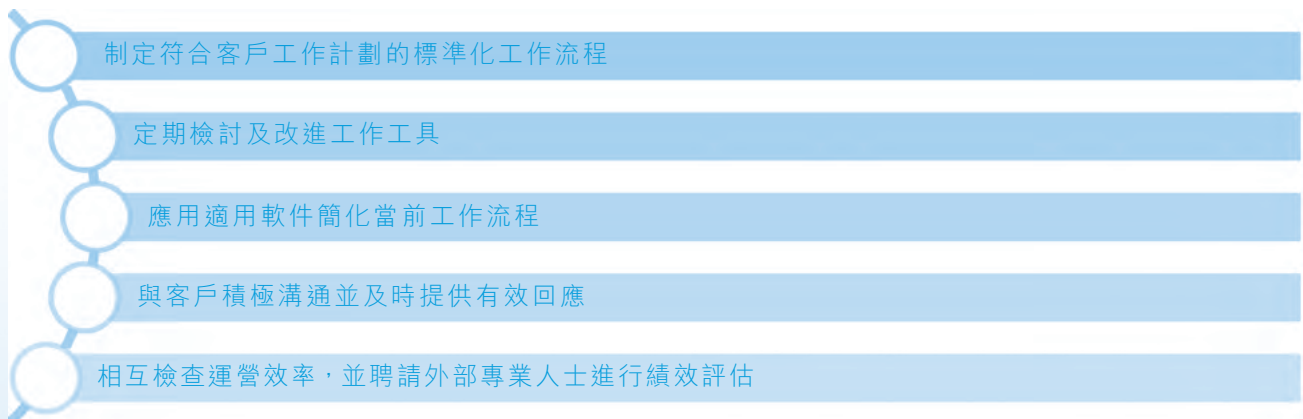 制定符合客戶工作計劃的標準化工作流程
定期檢討及改進工作工具
應用適用軟件簡化當前工作流程
與客戶積極溝通並及時提供有效回應
相互檢查運營效率，並聘請外部專業人士進行績效評估